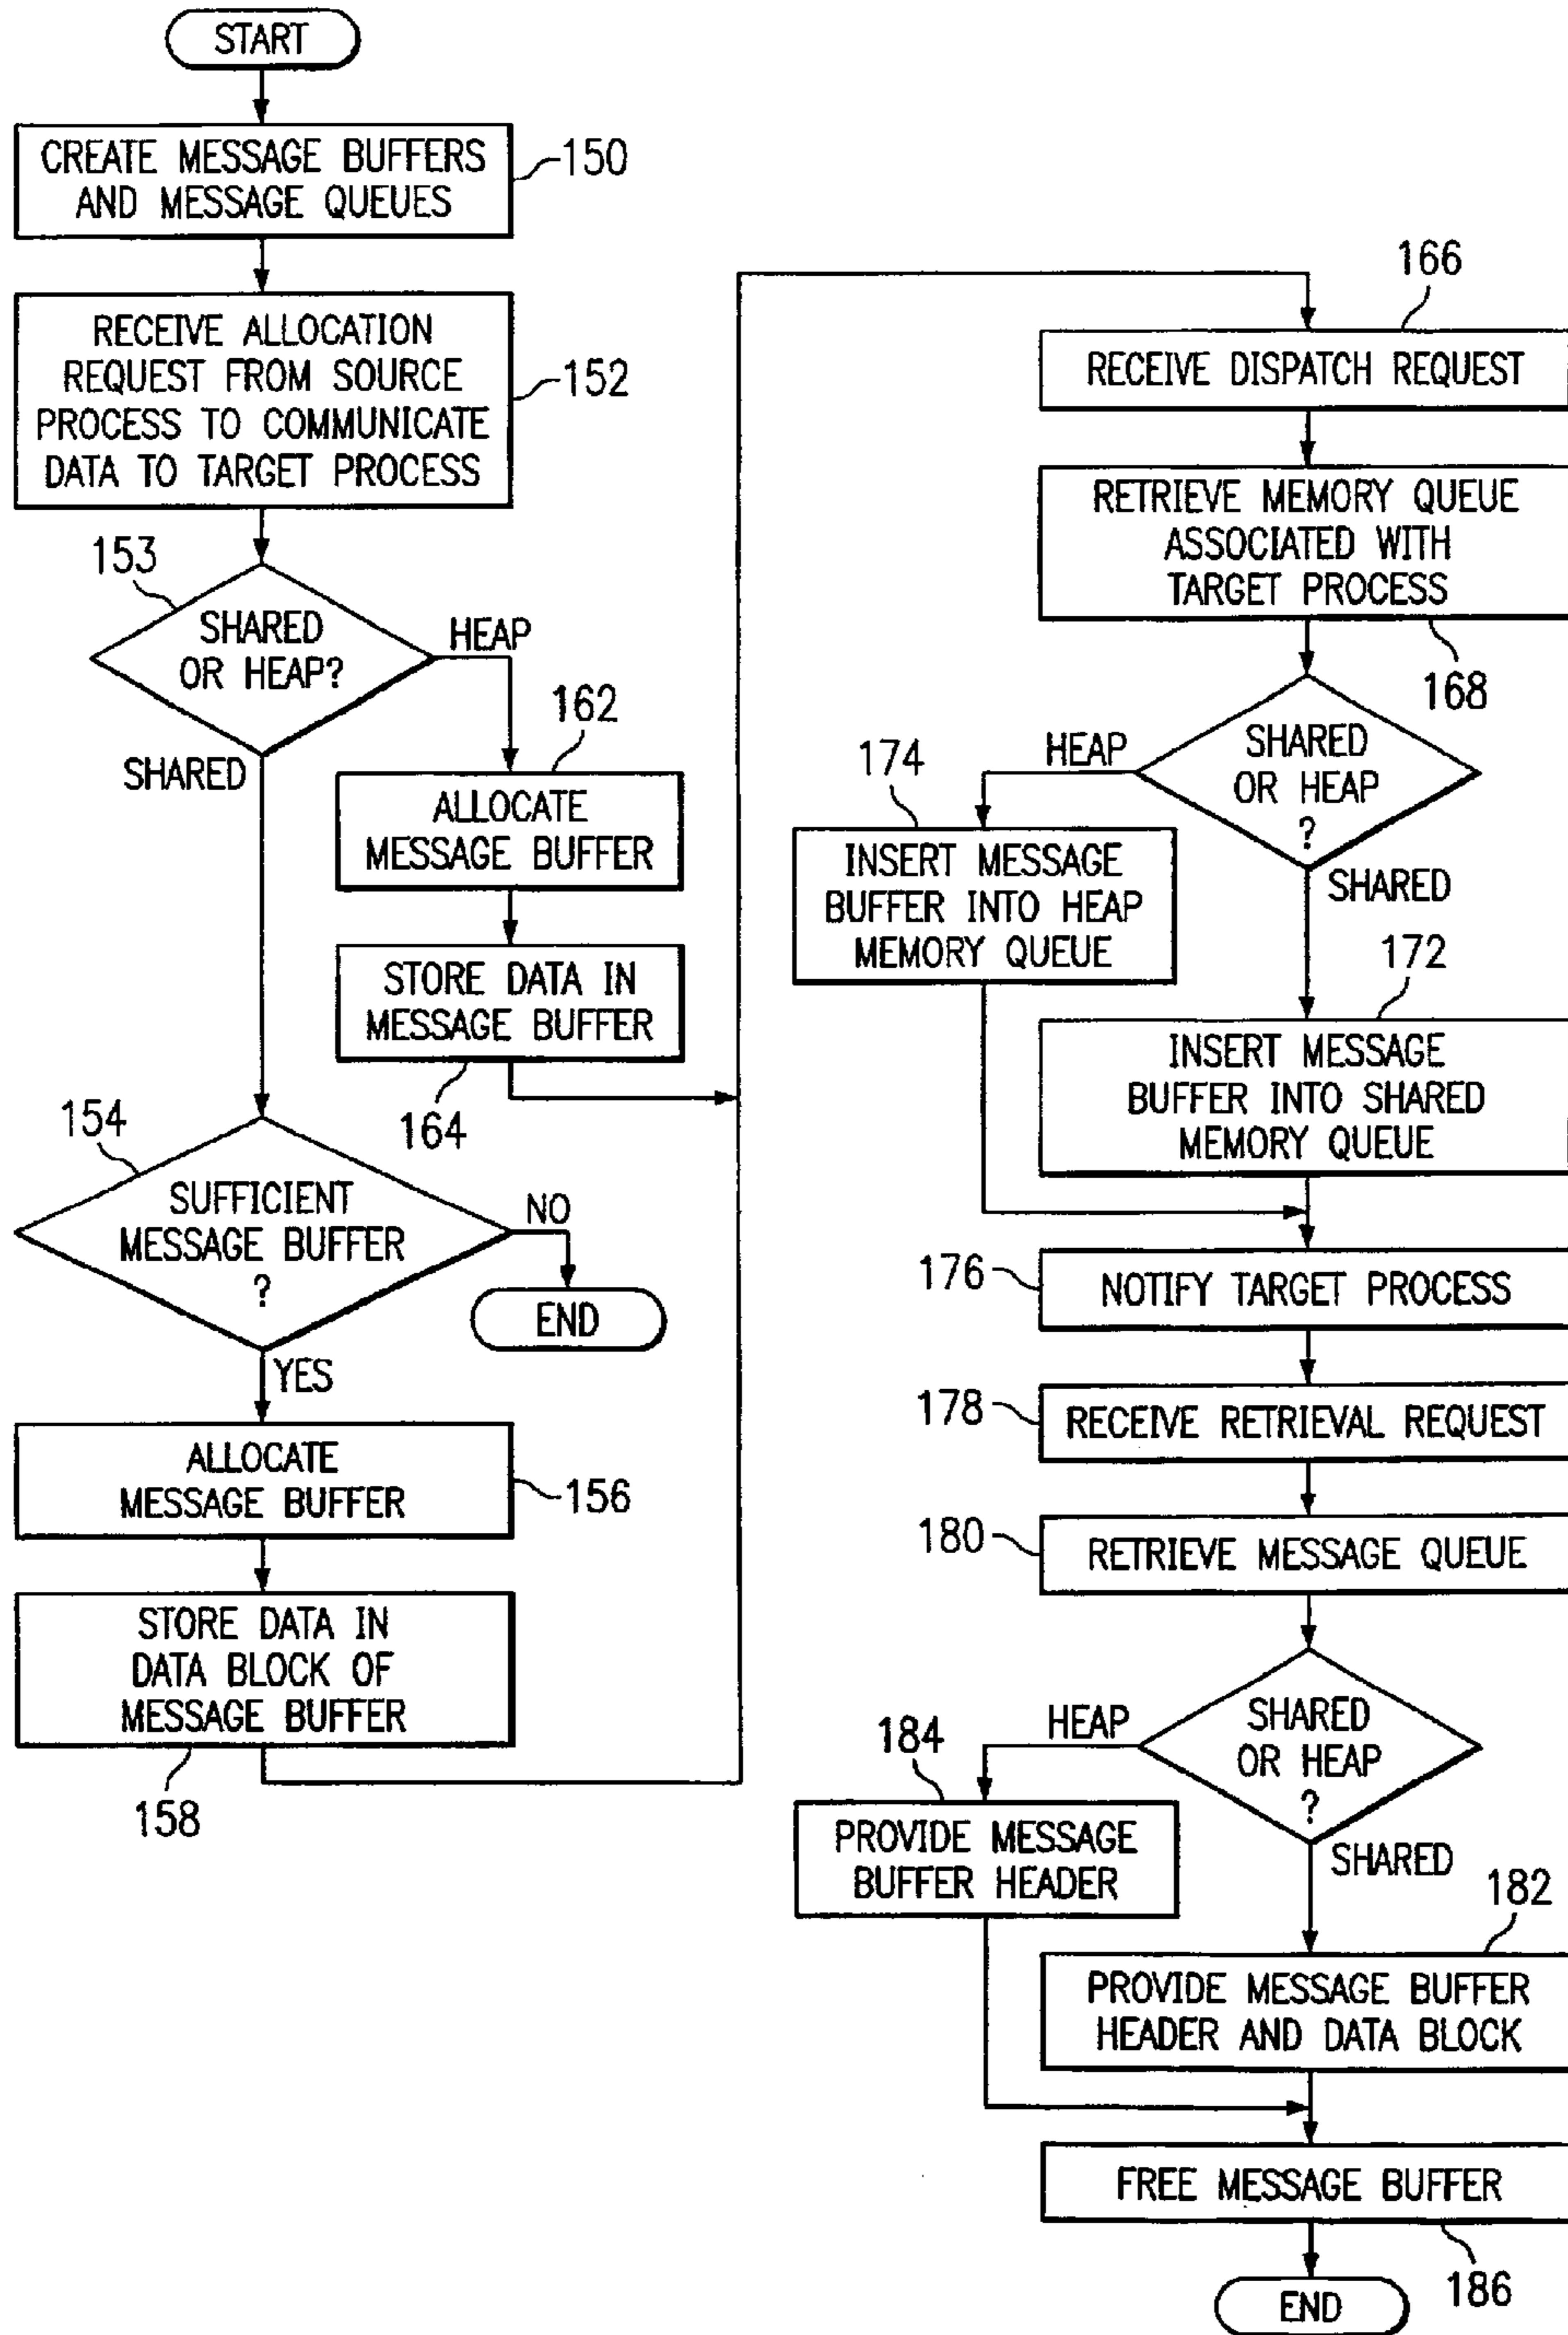 START
CREATE MESSAGE BUFFERS
AND MESSAGE QUEUES
150
RECEIVE ALLOCATION
REQUEST FROM SOURCE
PROCESS TO COMMUNICATE
DATA TO TARGET PROCESS
152
153
SHARED
OR HEAP?
HEAP
SHARED
162
ALLOCATE
MESSAGE BUFFER
STORE DATA IN
MESSAGE BUFFER
164
154
SUFFICIENT
MESSAGE BUFFER
?
NO
END
YES
ALLOCATE
MESSAGE BUFFER
156
STORE DATA IN
DATA BLOCK OF
MESSAGE BUFFER
158
166
RECEIVE DISPATCH REQUEST
RETRIEVE MEMORY QUEUE
ASSOCIATED WITH
TARGET PROCESS
168
SHARED
OR HEAP
?
HEAP
SHARED
174
INSERT MESSAGE
BUFFER INTO HEAP
MEMORY QUEUE
172
INSERT MESSAGE
BUFFER INTO SHARED
MEMORY QUEUE
176
NOTIFY TARGET PROCESS
178
RECEIVE RETRIEVAL REQUEST
180
RETRIEVE MESSAGE QUEUE
SHARED
OR HEAP
?
HEAP
SHARED
184
PROVIDE MESSAGE
BUFFER HEADER
182
PROVIDE MESSAGE BUFFER
HEADER AND DATA BLOCK
FREE MESSAGE BUFFER
186
END